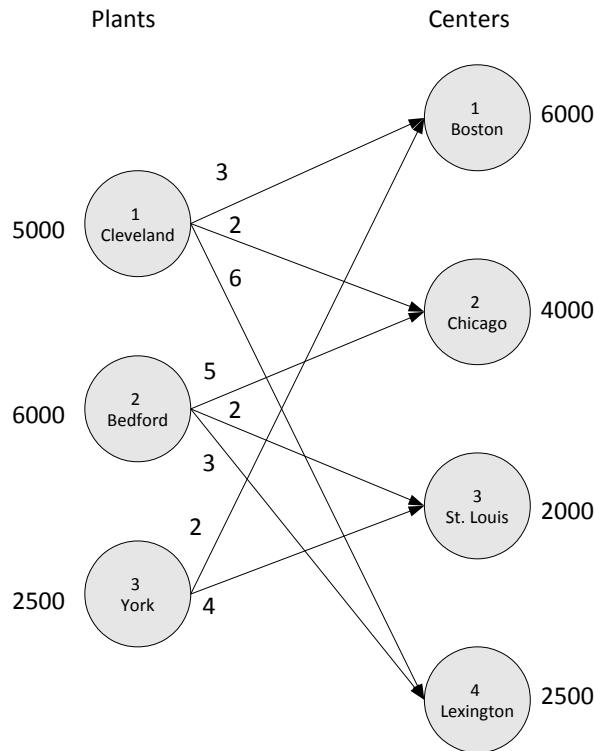 Plants
Centers
1
Boston
6000
3
1
Cleveland
5000
2
6
2
Chicago
4000
5
2
Bedford
6000
2
3
3
St. Louis
2000
2
3
York
2500
4
4
Lexington
2500